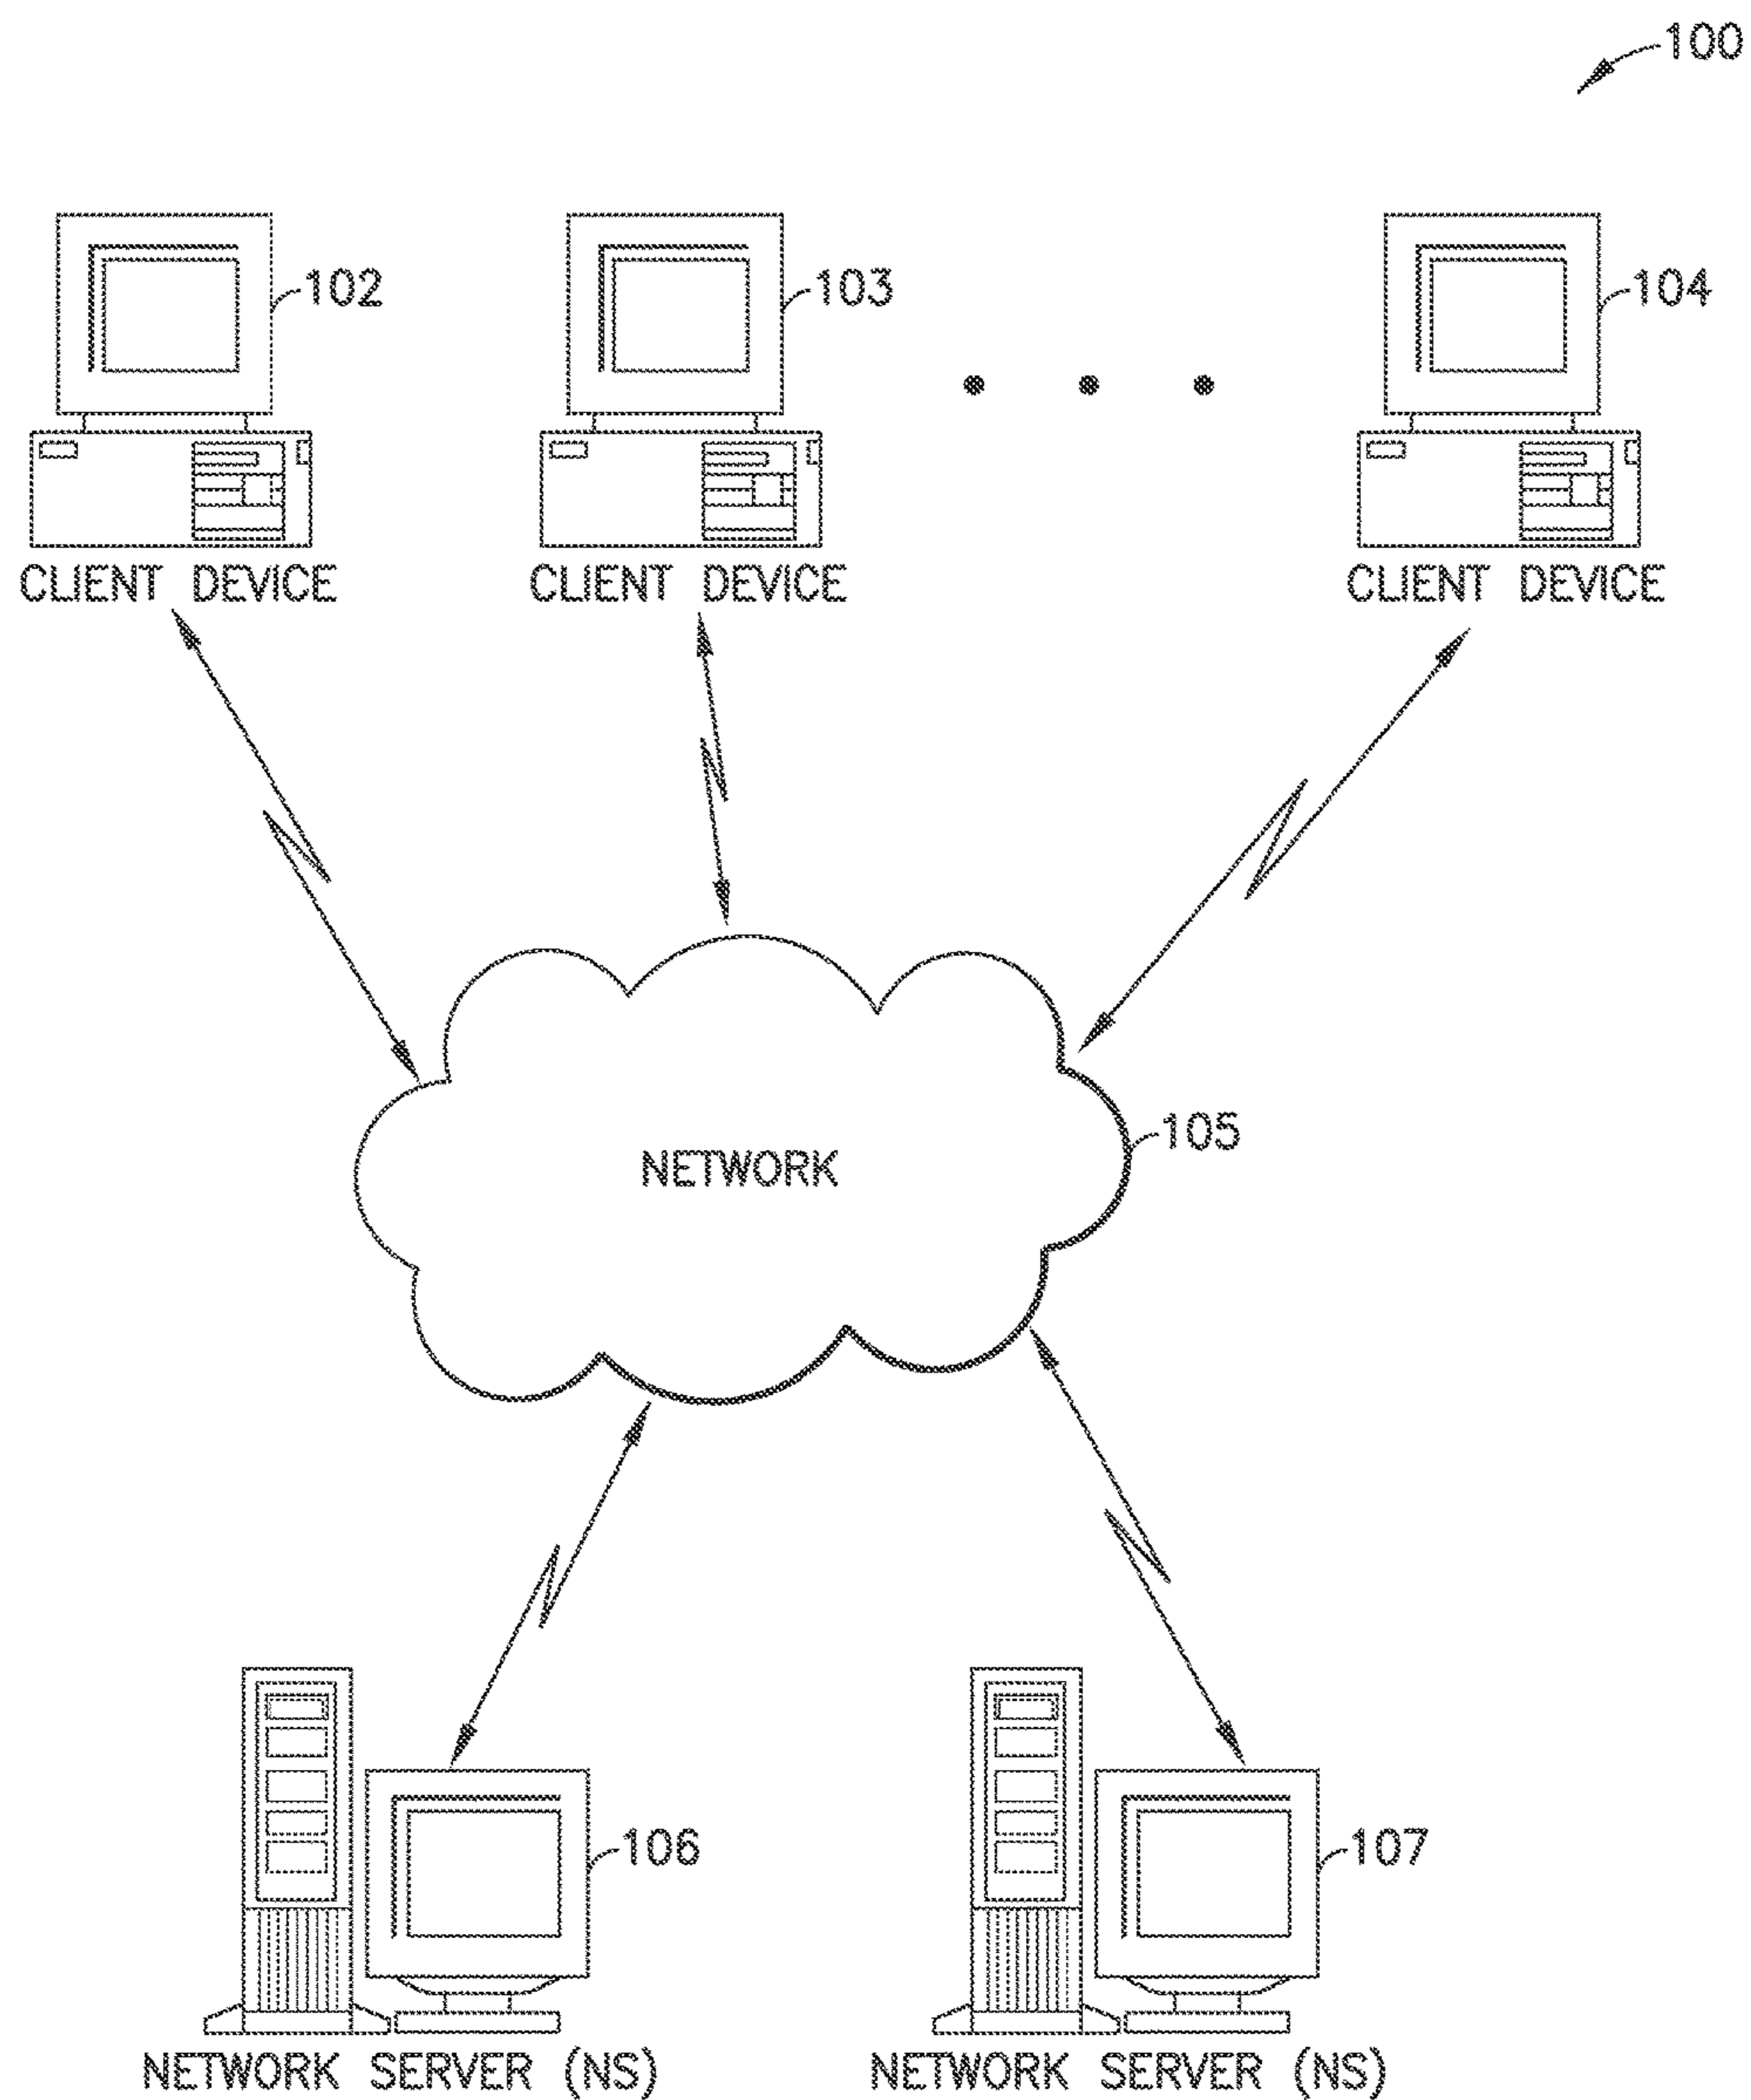 100
102
103
104
CLIENT DEVICE
CLIENT DEVICE
CLIENT DEVICE
NETWORK
105
106
107
NETWORK SERVER (NS)
NETWORK SERVER (NS)